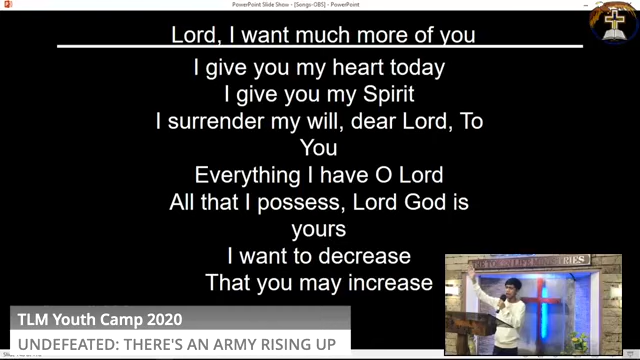 PowerPoint Slide Show - [Songs-OBS] - PowerPoint
Lord, I want much more of you
I give you my heart today
I give you my Spirit
I surrender my will, dear Lord, To
You
Everything I have O Lord
All that I possess, Lord God is
yours
I want to decrease
That you may increase
LIFE MINISTRIES
TLM Youth Camp 2020
UNDEFEATED: THERE'S AN ARMY RISING UP